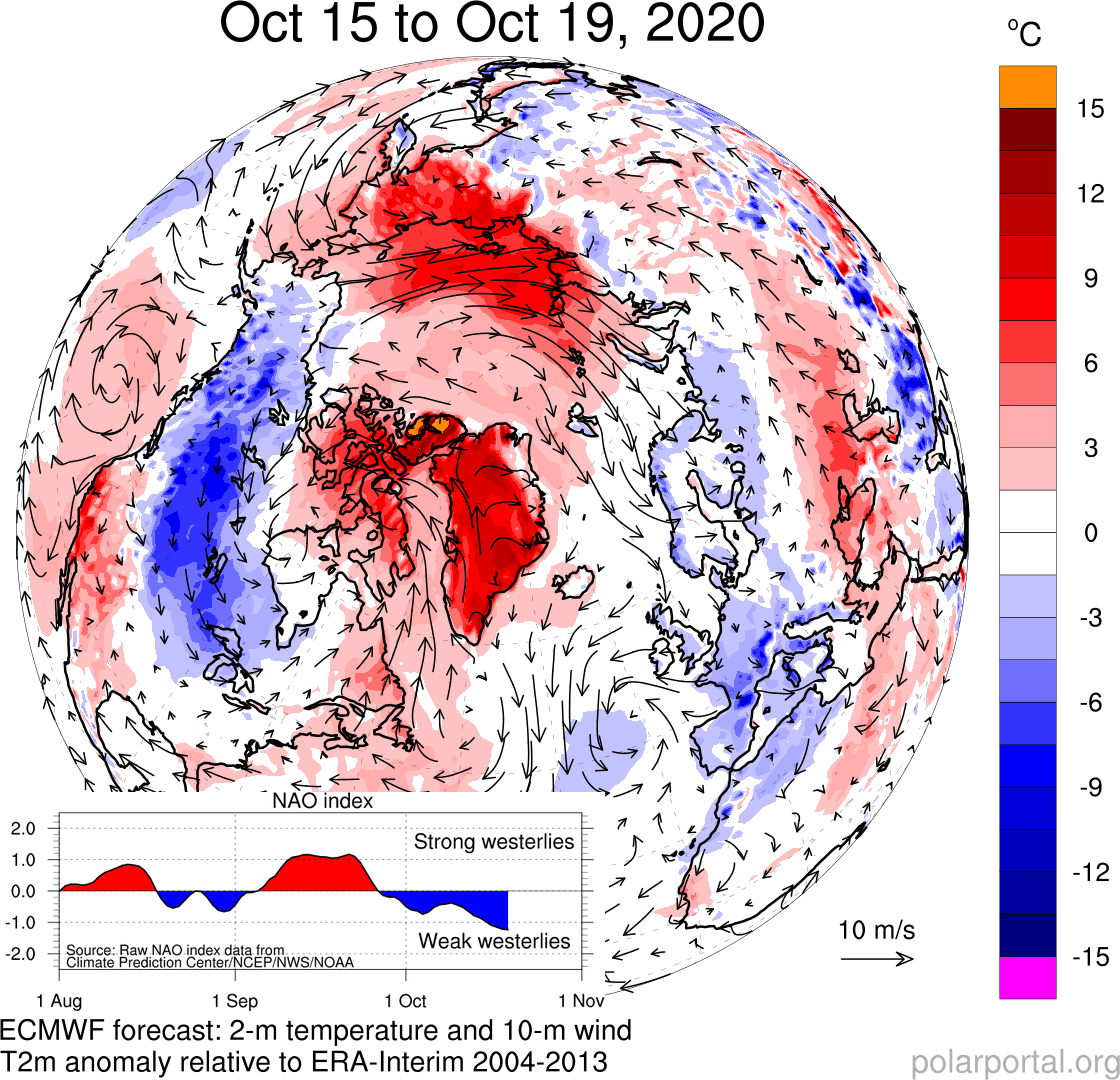 Oct 15 to Oct 19, 2020
°C
15
12
9
6
3
0
-3
-6
-9
-12
-15
10 m/s
NAO index
2.0
1.0
0.0
-1.0
-2.0
Strong westerlies
Weak westerlies
Source: Raw NAO index data from
Climate Prediction Center/NCEP/NWS/NOAA
1 Aug 1 Sep 1 Oct 1 Nov
ECMWF forecast: 2-m temperature and 10-m wind
T2m anomaly relative to ERA-Interim 2004-2013
polarportal.org